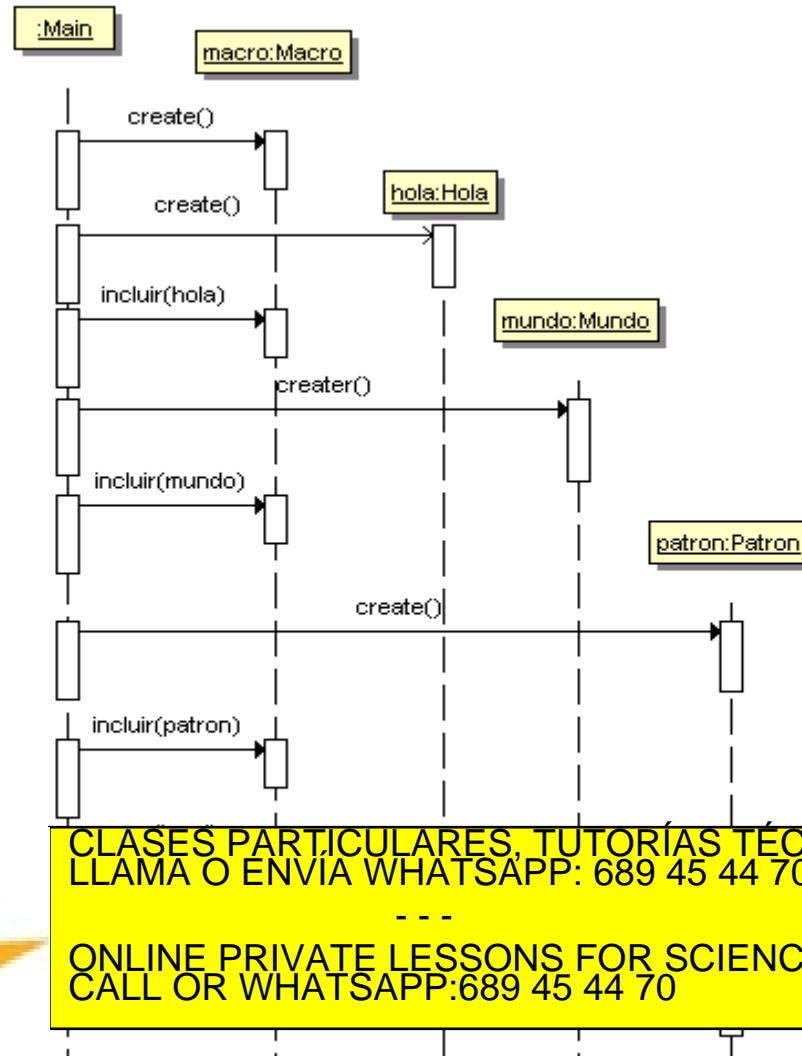 :Main
macro:Macro
create()
hola:Hola
create()
incluir(hola)
mundo:Mundo
creater()
incluir(mundo)
patron:Patron
create()
incluir(patron)
CLASES PARTICULARES, TUTORÍAS
LLAMA O ENVÍA WHATSAPP: 689 45 44 70
- - -
ONLINE PRIVATE LESSONS FOR
CALL OR WHATSAPP:689 45 44 70